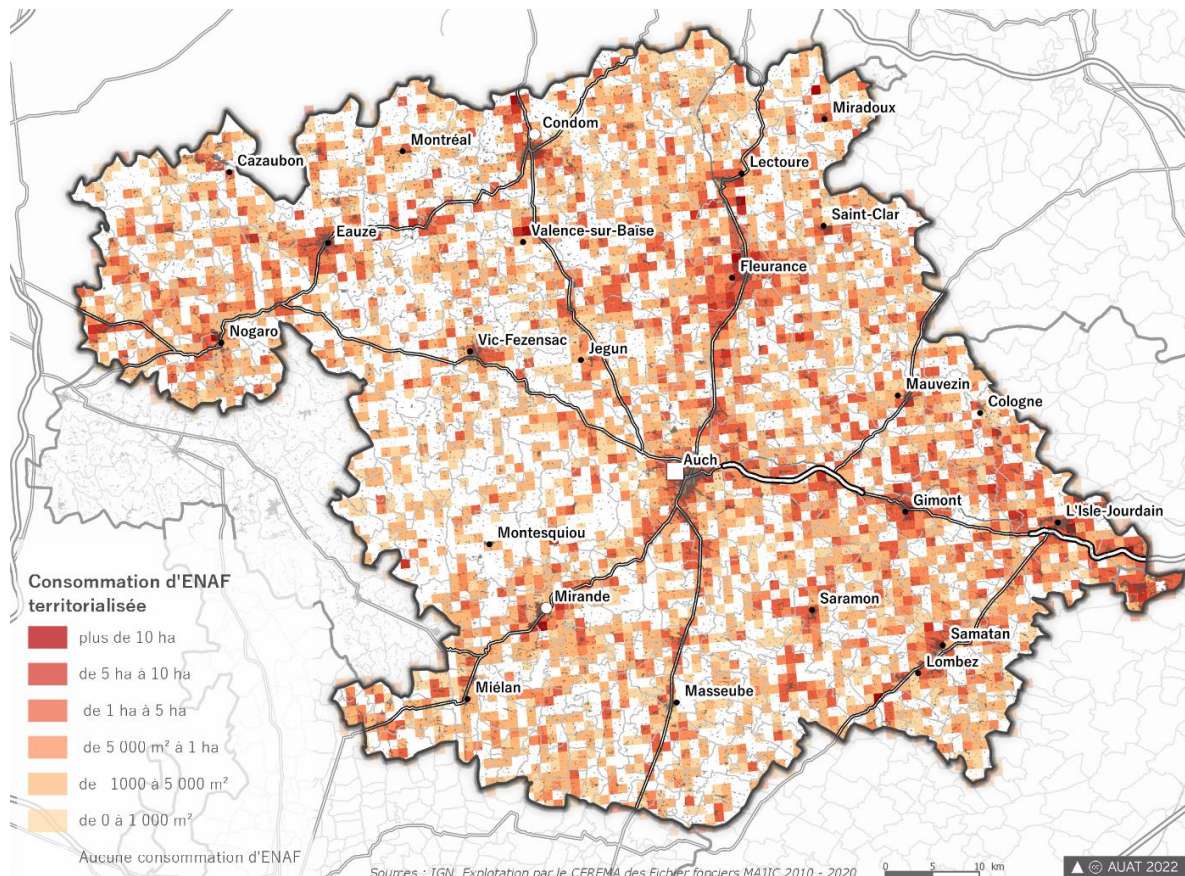 Miradoux
Condom
Montréal
Cazaubon
Lectoure
Saint-Clar
Eauze
Valence-sur-Baïse
Fleurance
Nogaro
Vic-Fezensac
Jegun
Mauvezin
Cologne
Auch
Gimont
L'Isle-Jourdain
Montesquiou
Mirande
Saramon
Samatan
Lombez
Miélan
Masseube
Consommation d'ENAF
territorialisée
plus de 10 ha
de 5 ha à 10 ha
de 1 ha à 5 ha
de 5 000 m² à 1 ha
de 1000 à 5 000 m²
de 0 à 1 000 m²
Aucune consommation d'ENAF
Sources : IGN, Explotation par le CEREMA des Fichier fonciers MAJIC 2010 - 2020
0 5 10 km
AUAT 2022